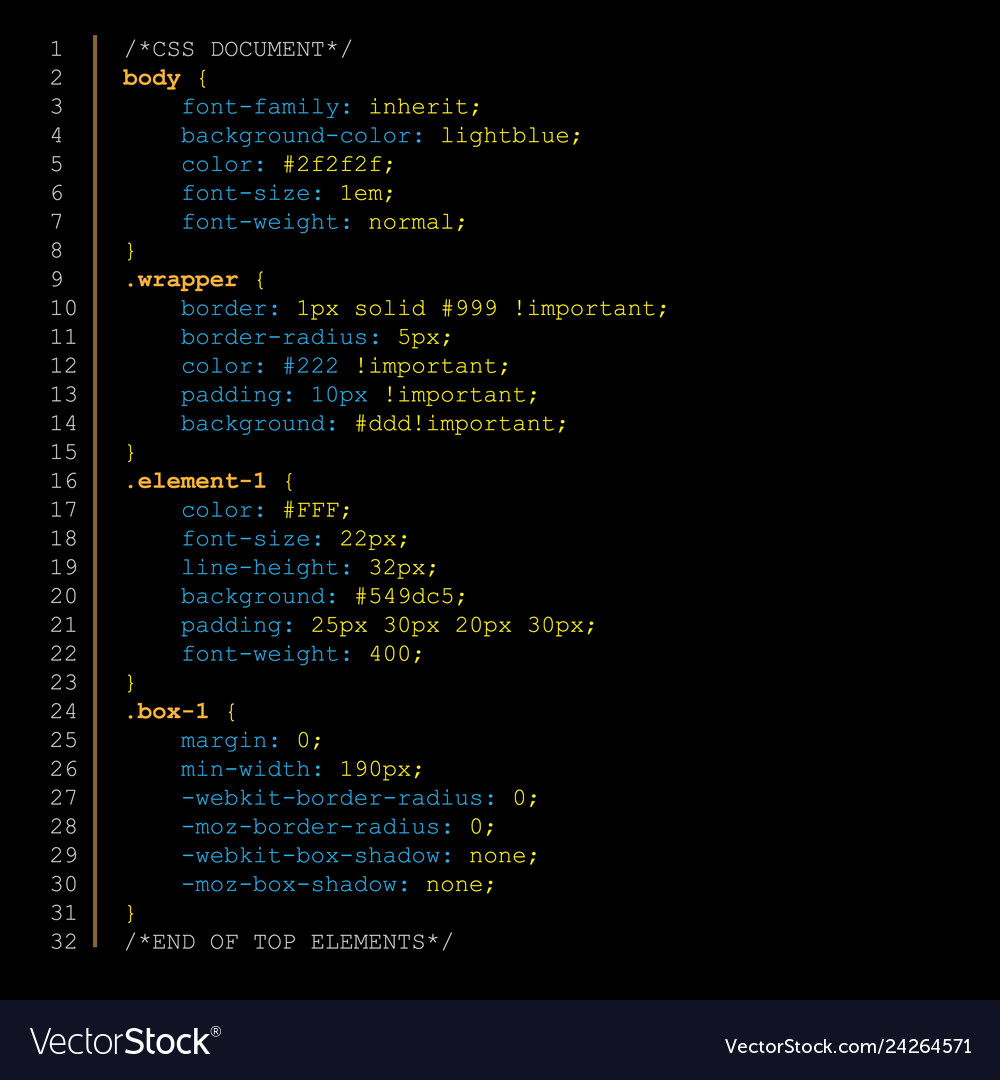 1 /*CSS DOCUMENT*/
2 body {
3     font-family: inherit;
4     background-color: lightblue;
5     color: #2f2f2f;
6     font-size: 1em;
7     font-weight: normal;
8 }
9 .wrapper {
10     border: 1px solid #999 !important;
11     border-radius: 5px;
12     color: #222 !important;
13     padding: 10px !important;
14     background: #ddd!important;
15 }
16 .element-1 {
17     color: #FFF;
18     font-size: 22px;
19     line-height: 32px;
20     background: #549dc5;
21     padding: 25px 30px 20px 30px;
22     font-weight: 400;
23 }
24 .box-1 {
25     margin: 0;
26     min-width: 190px;
27     -webkit-border-radius: 0;
28     -moz-border-radius: 0;
29     -webkit-box-shadow: none;
30     -moz-box-shadow: none;
31 }
32 /*END OF TOP ELEMENTS*/
VectorStock® VectorStock.com/24264571